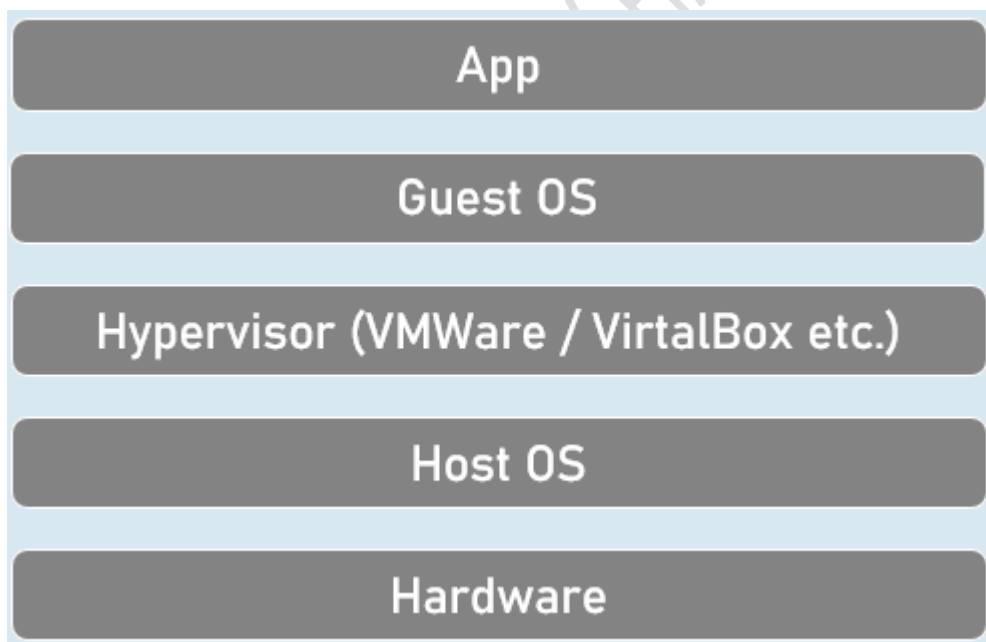 App
Guest OS
Hypervisor (VMWare / VirtalBox etc.)
Host OS
Hardware